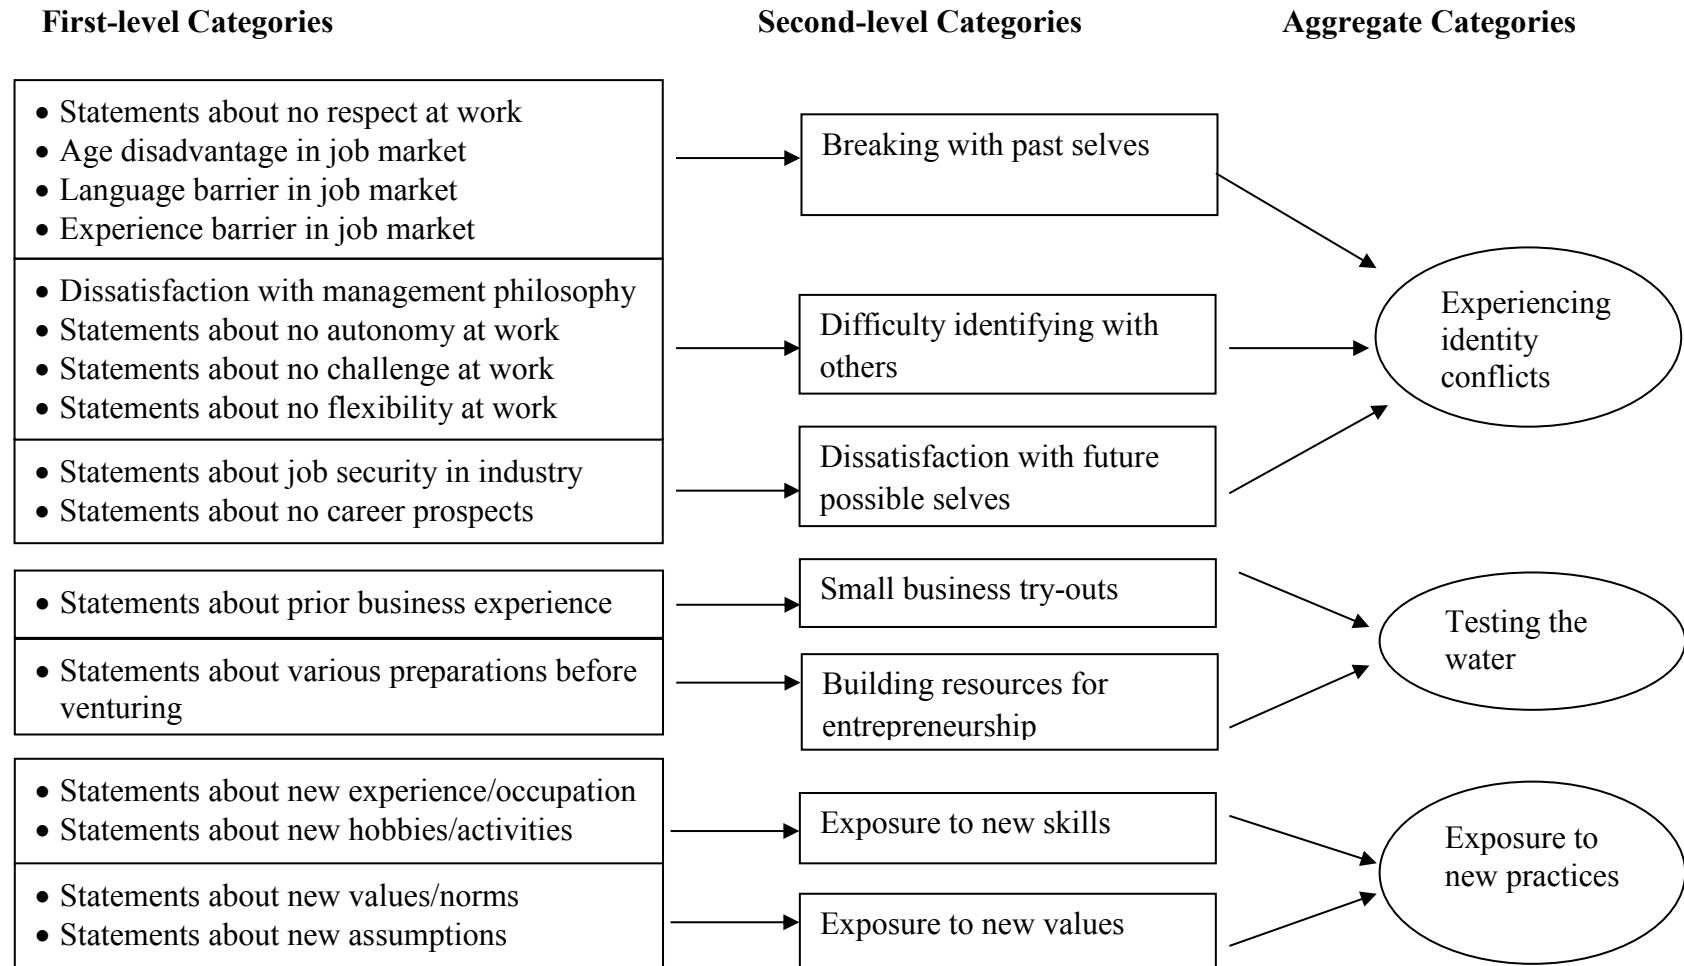 First-level Categories
Second-level Categories
Aggregate Categories
• Statements about no respect at work
• Age disadvantage in job market
• Language barrier in job market
• Experience barrier in job market
Breaking with past selves
• Dissatisfaction with management philosophy
• Statements about no autonomy at work
• Statements about no challenge at work
• Statements about no flexibility at work
Difficulty identifying with
others
Experiencing
identity
conflicts
• Statements about job security in industry
• Statements about no career prospects
Dissatisfaction with future
possible selves
• Statements about prior business experience
Small business try-outs
Testing the
water
• Statements about various preparations before
venturing
Building resources for
entrepreneurship
• Statements about new experience/occupation
• Statements about new hobbies/activities
Exposure to new skills
Exposure to
new practices
• Statements about new values/norms
• Statements about new assumptions
Exposure to new values